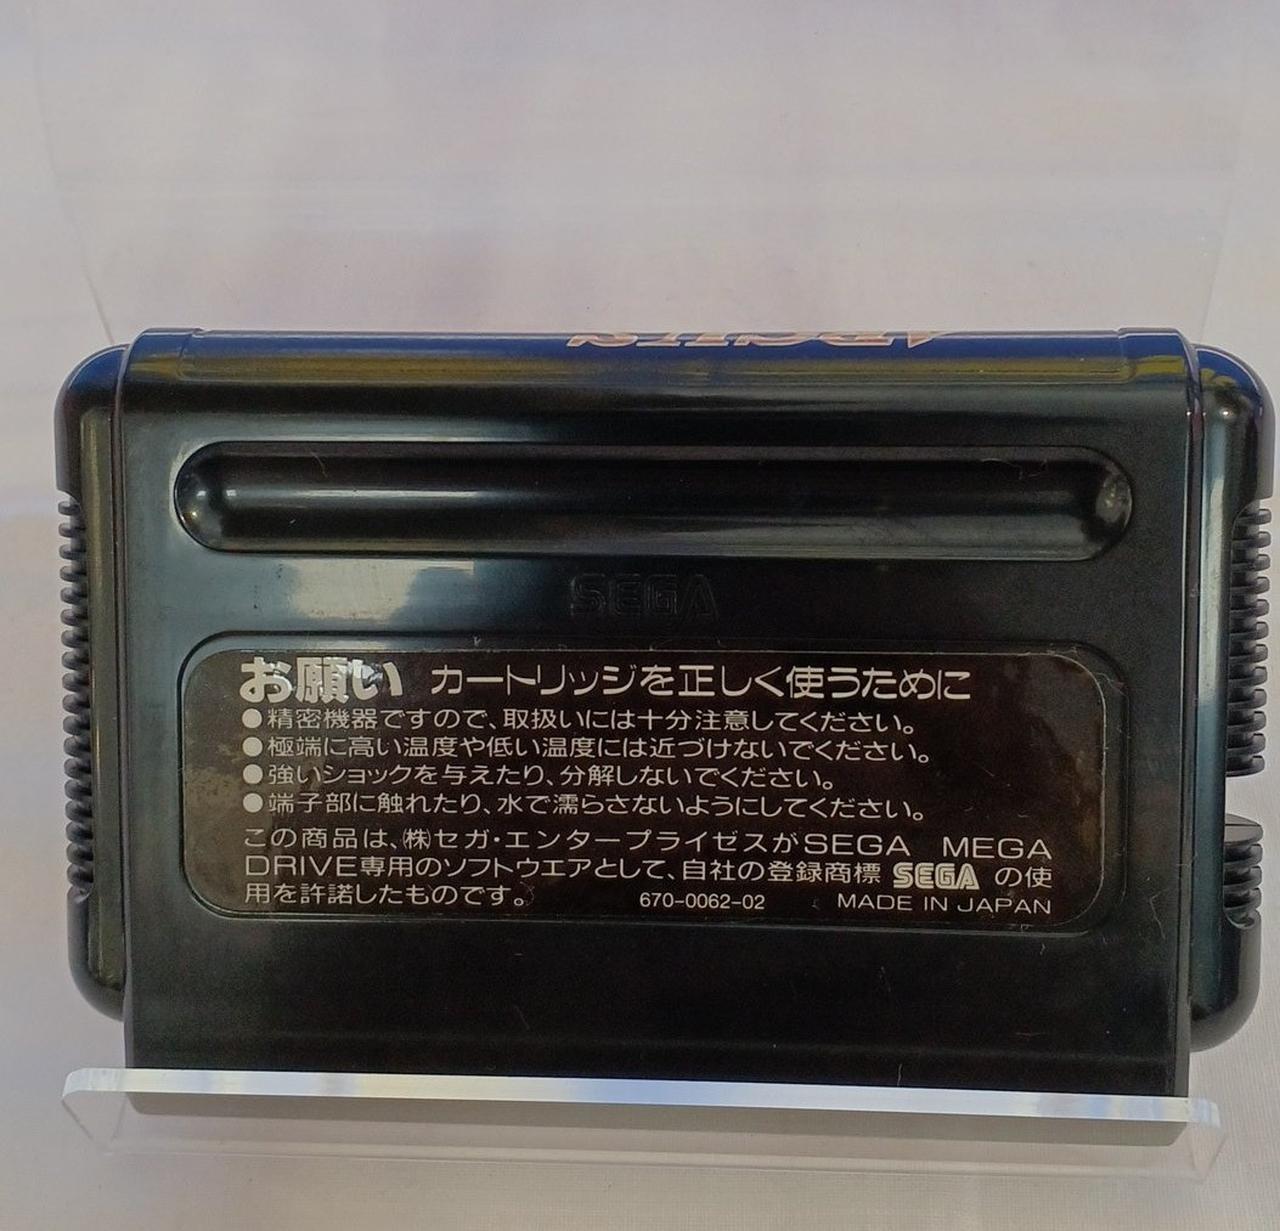 ARCUS
SEGA
お願い カートリッジを正しく使うために
●精密機器ですので、取扱いには十分注意してください。
●極端に高い温度や低い温度には近づけないでください。
●強いショックを与えたり、分解しないでください。
●端子部に触れたり、水で濡らさないようにしてください。
この商品は、㈱セガ・エンタープライゼスがSEGA MEGA
DRIVE専用のソフトウエアとして、自社の登録商標 SEGA の使
用を許諾したものです。 670-0062-02 MADE IN JAPAN